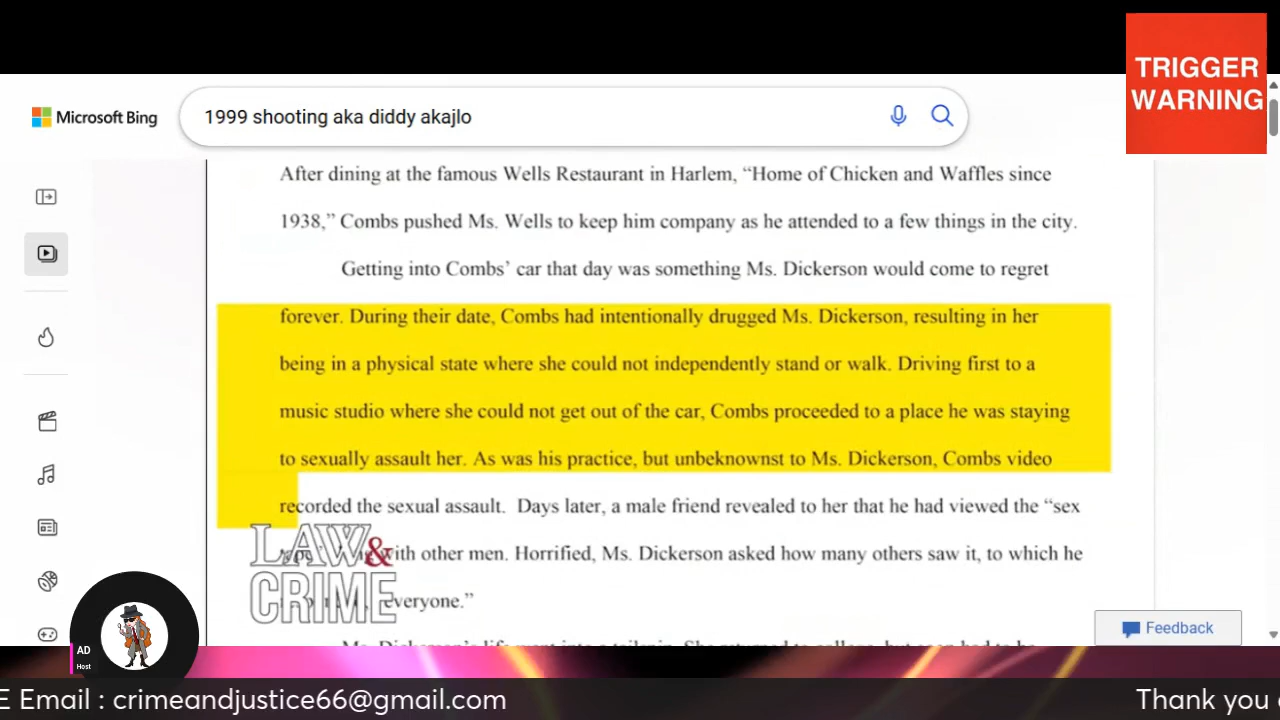 TRIGGER
WARNING
Microsoft Bing
1999 shooting aka diddy akajlo
After dining at the famous Wells Restaurant in Harlem, “Home of Chicken and Waffles since
1938,” Combs pushed Ms. Wells to keep him company as he attended to a few things in the city.
Getting into Combs’ car that day was something Ms. Dickerson would come to regret
forever. During their date, Combs had intentionally drugged Ms. Dickerson, resulting in her
being in a physical state where she could not independently stand or walk. Driving first to a
music studio where she could not get out of the car, Combs proceeded to a place he was staying
to sexually assault her. As was his practice, but unbeknownst to Ms. Dickerson, Combs video
recorded the sexual assault. Days later, a male friend revealed to her that he had viewed the “sex
with other men. Horrified, Ms. Dickerson asked how many others saw it, to which he
everyone.”
LAW&
CRIME
Feedback
AD
Host
E Email : crimeandjustice66@gmail.com
Thank you